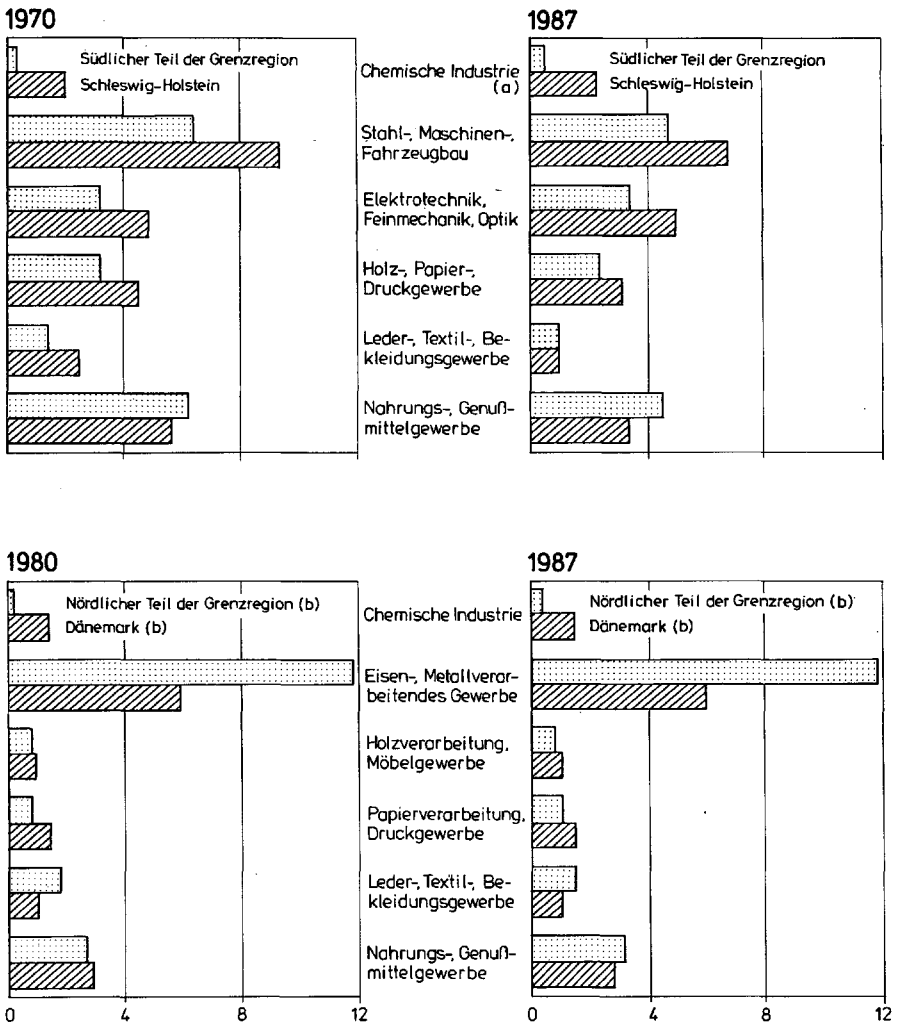 1970
1987
Südlicher Teil der Grenzregion
Schleswig-Holstein
Chemische Industrie
(a)
Südlicher Teil der Grenzregion
Schleswig-Holstein
Stahl-, Maschinen-,
Fahrzeugbau
Elektrotechnik,
Feinmechanik, Optik
Holz-, Papier-,
Druckgewerbe
Leder-, Textil-, Be-
kleidungsgewerbe
Nahrungs-, Genuß-
mittelgewerbe
1980
1987
Nördlicher Teil der Grenzregion (b)
Dänemark (b)
Chemische Industrie
Nördlicher Teil der Grenzregion (b)
Dänemark (b)
Eisen-, Metallverar-
beitendes Gewerbe
Holzverarbeitung,
Möbelgewerbe
Papierverarbeitung,
Druckgewerbe
Leder-, Textil-, Be-
kleidungsgewerbe
Nahrungs-, Genuß-
mittelgewerbe
0 4 8 12
0 4 8 12